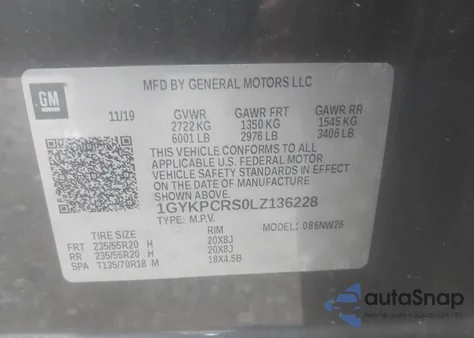 MFD BY GENERAL MOTORS LLC
GM
11/19 GVWR GAWR FRT GAWR RR
2722 KG 1350 KG 1545 KG
6001 LB 2976 LB 3406 LB
THIS VEHICLE CONFORMS TO ALL
APPLICABLE U.S. FEDERAL MOTOR
VEHICLE SAFETY STANDARDS IN EFFECT
ON THE DATE OF MANUFACTURE
SHOWN ABOVE.
1GYKPCRS0LZ136228
TYPE: M.P.V. MODEL: 086NW26
TIRE SIZE RIM
FRT 235/55R20 H 20X8J
RR 235/55R20 H 20X8J
SPA T135/70R18 M 18X4.5B
autoSnap